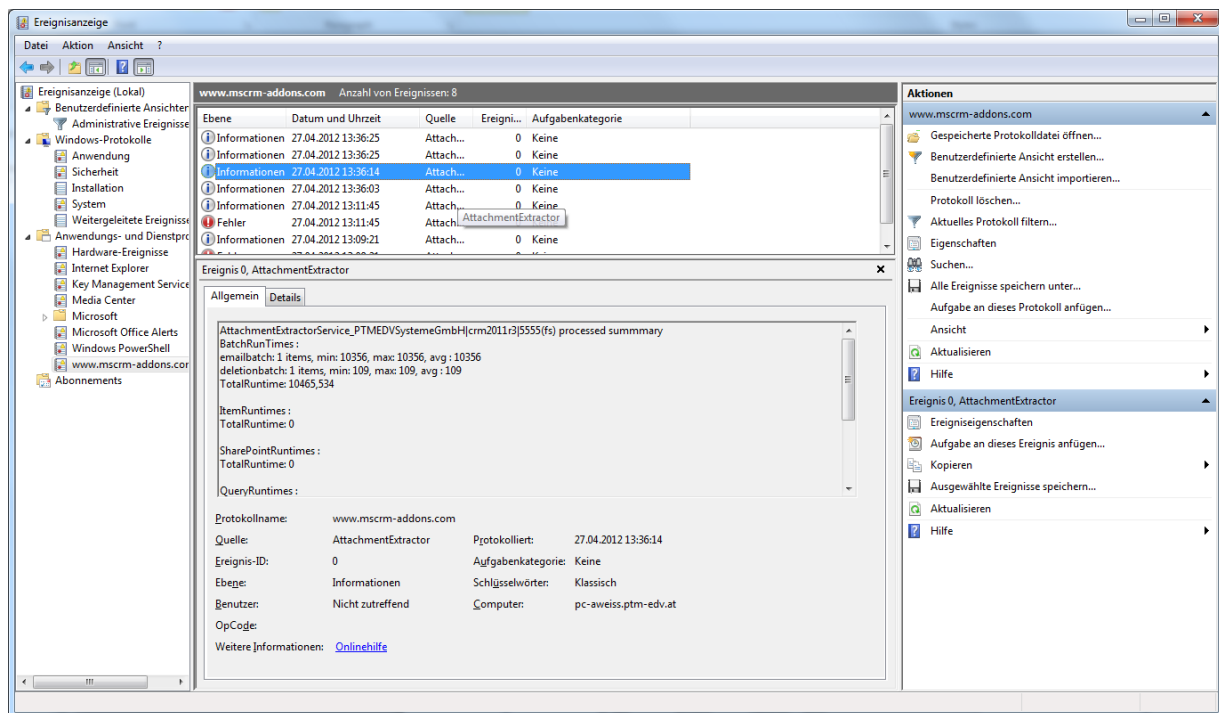 Ereignisanzeige
Datei Aktion Ansicht ?
Ereignisanzeige (Lokal)
Benutzerdefinierte Ansichten
Administrative Ereignisse
Windows-Protokolle
Anwendung
Sicherheit
Installation
System
Weitergeleitete Ereignisse
Anwendungs- und Dienstpro
Hardware-Ereignisse
Internet Explorer
Key Management Service
Media Center
Microsoft
Microsoft Office Alerts
Windows PowerShell
www.mscrm-addons.cor
Abonnements
www.mscrm-addons.com Anzahl von Ereignissen: 8
Ebene Datum und Uhrzeit Quelle Ereigni... Aufgabenkategorie
Informationen 27.04.2012 13:36:25 Attach... 0 Keine
Informationen 27.04.2012 13:36:25 Attach... 0 Keine
Informationen 27.04.2012 13:36:14 Attach... 0 Keine
Informationen 27.04.2012 13:36:03 Attach... 0 Keine
Informationen 27.04.2012 13:11:45 Attach... 0 Keine
Fehler 27.04.2012 13:11:45 Attach...
AttachmentExtractor
Informationen 27.04.2012 13:09:21 Attach... 0 Keine
Ereignis 0, AttachmentExtractor
Allgemein Details
AttachmentExtractorService_PTMEDVSystemeGmbH|crm2011r3|5555(fs) processed summmary
BatchRunTimes :
emailbatch: 1 items, min: 10356, max: 10356, avg : 10356
deletionbatch: 1 items, min: 109, max: 109, avg : 109
TotalRuntime: 10465,534
ItemRuntimes :
TotalRuntime: 0
SharePointRuntimes :
TotalRuntime: 0
QueryRuntimes :
Protokollname: www.mscrm-addons.com
Quelle: AttachmentExtractor Protokolliert: 27.04.2012 13:36:14
Ereignis-ID: 0 Aufgabenkategorie: Keine
Ebene: Informationen Schlüsselwörter: Klassisch
Benutzer: Nicht zutreffend Computer: pc-aweiss.ptm-edv.at
OpCode:
Weitere Informationen: Onlinehilfe
Aktionen
www.mscrm-addons.com
Gespeicherte Protokolldatei öffnen...
Benutzerdefinierte Ansicht erstellen...
Benutzerdefinierte Ansicht importieren...
Protokoll löschen...
Aktuelles Protokoll filtern...
Eigenschaften
Suchen...
Alle Ereignisse speichern unter...
Aufgabe an dieses Protokoll anfügen...
Ansicht
Aktualisieren
Hilfe
Ereignis 0, AttachmentExtractor
Ereigniseigenschaften
Aufgabe an dieses Ereignis anfügen...
Kopieren
Ausgewählte Ereignisse speichern...
Aktualisieren
Hilfe